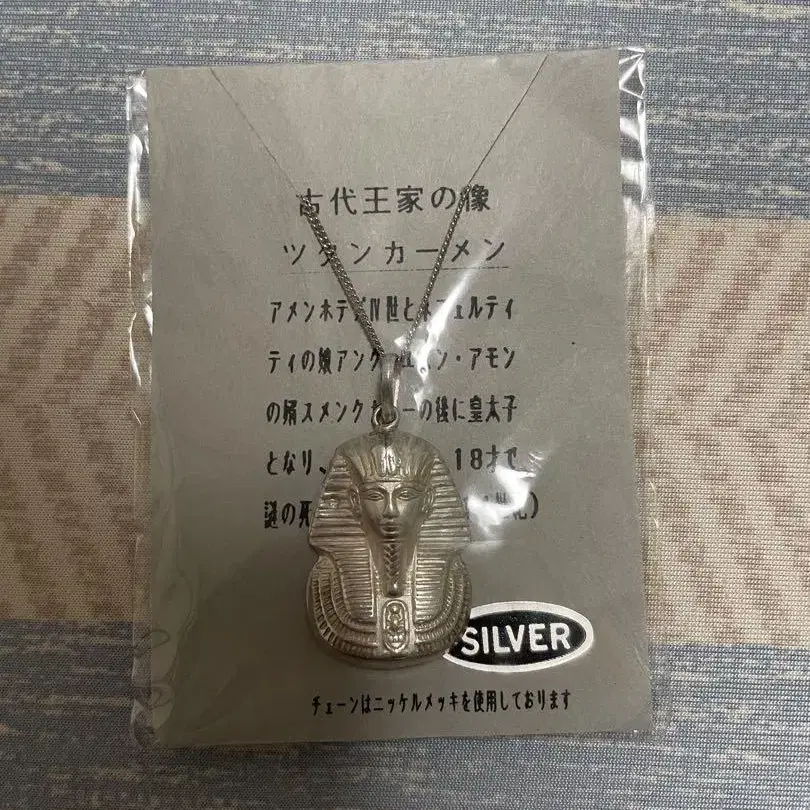 古代王家の像
ツタンカーメン
アメンホテプIV世とネフェルティ
ティの娘アンク ン・アモン
の婿スメンクカーの後に皇太子
となり、 18才で
謎の死 世紀)
SILVER
チェーンはニッケルメッキを使用しております